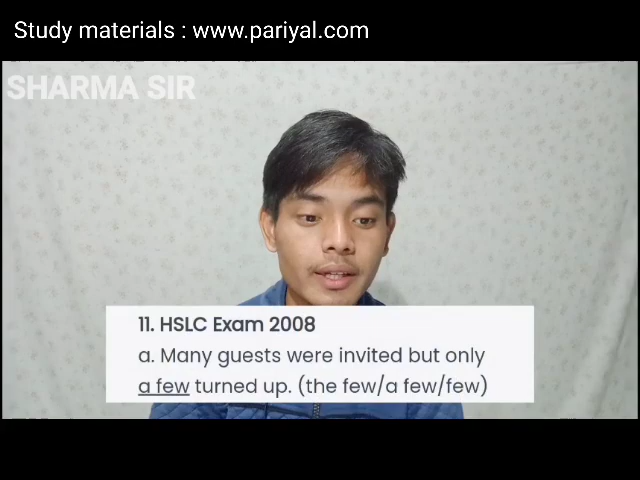 Study materials : www.pariyal.com
SHARMA SIR
11. HSLC Exam 2008
a. Many guests were invited but only
a few turned up. (the few/a few/few)